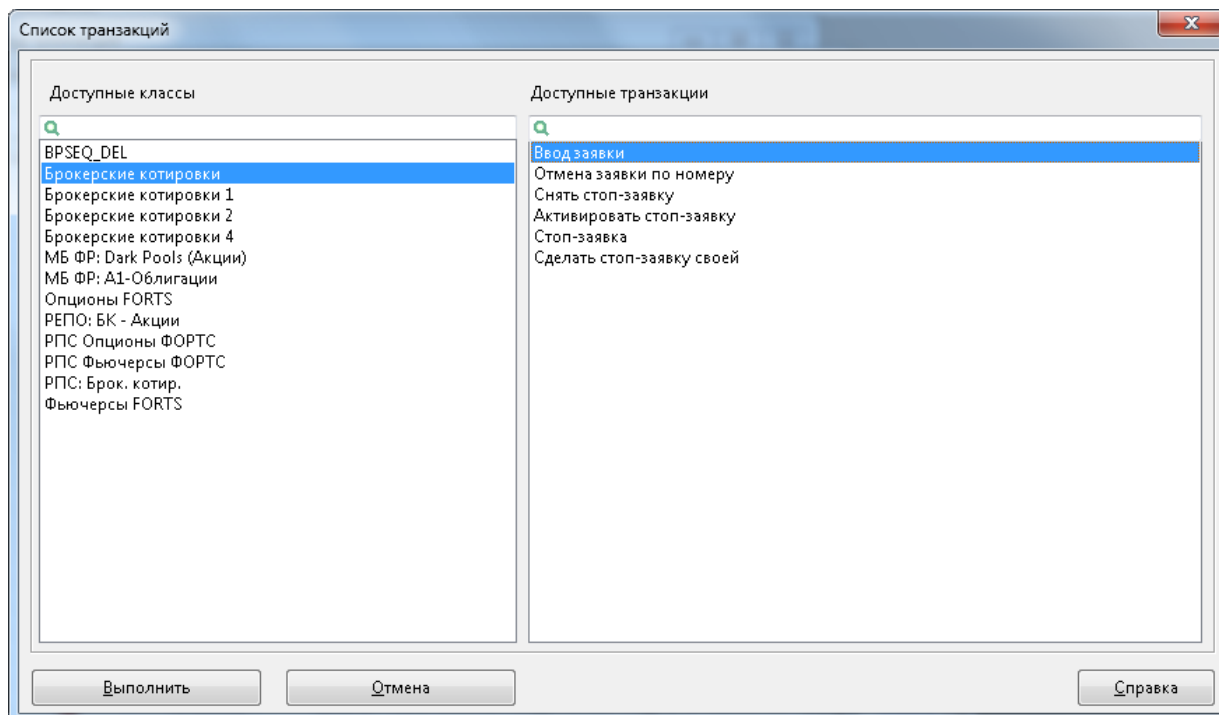 Список транзакций
Доступные классы
BPSEQ_DEL
Брокерские котировки
Брокерские котировки 1
Брокерские котировки 2
Брокерские котировки 4
МБ ФР: Dark Pools (Акции)
МБ ФР: А1-Облигации
Опционы FORTS
РЕПО: БК - Акции
РПС Опционы ФОРТС
РПС Фьючерсы ФОРТС
РПС: Брок. котир.
Фьючерсы FORTS
Доступные транзакции
Ввод заявки
Отмена заявки по номеру
Снять стоп-заявку
Активировать стоп-заявку
Стоп-заявка
Сделать стоп-заявку своей
Выполнить
Отмена
Справка